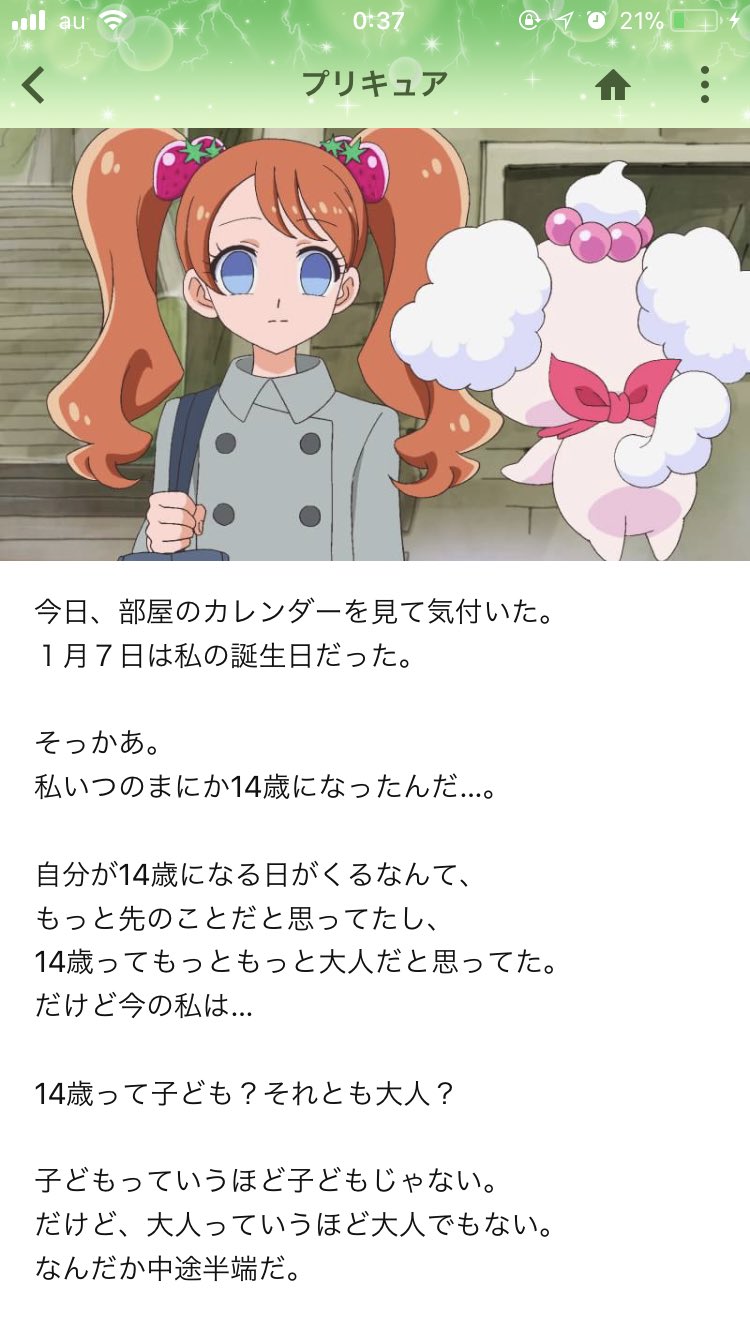 au 0:37 21%
プリキュア
今日、部屋のカレンダーを見て気付いた。
１月７日は私の誕生日だった。
そっかあ。
私いつのまにか14歳になったんだ…。
自分が14歳になる日がくるなんて、
もっと先のことだと思ってたし、
14歳ってもっともっと大人だと思ってた。
だけど今の私は…
14歳って子ども？それとも大人？
子どもっていうほど子どもじゃない。
だけど、大人っていうほど大人でもない。
なんだか中途半端だ。